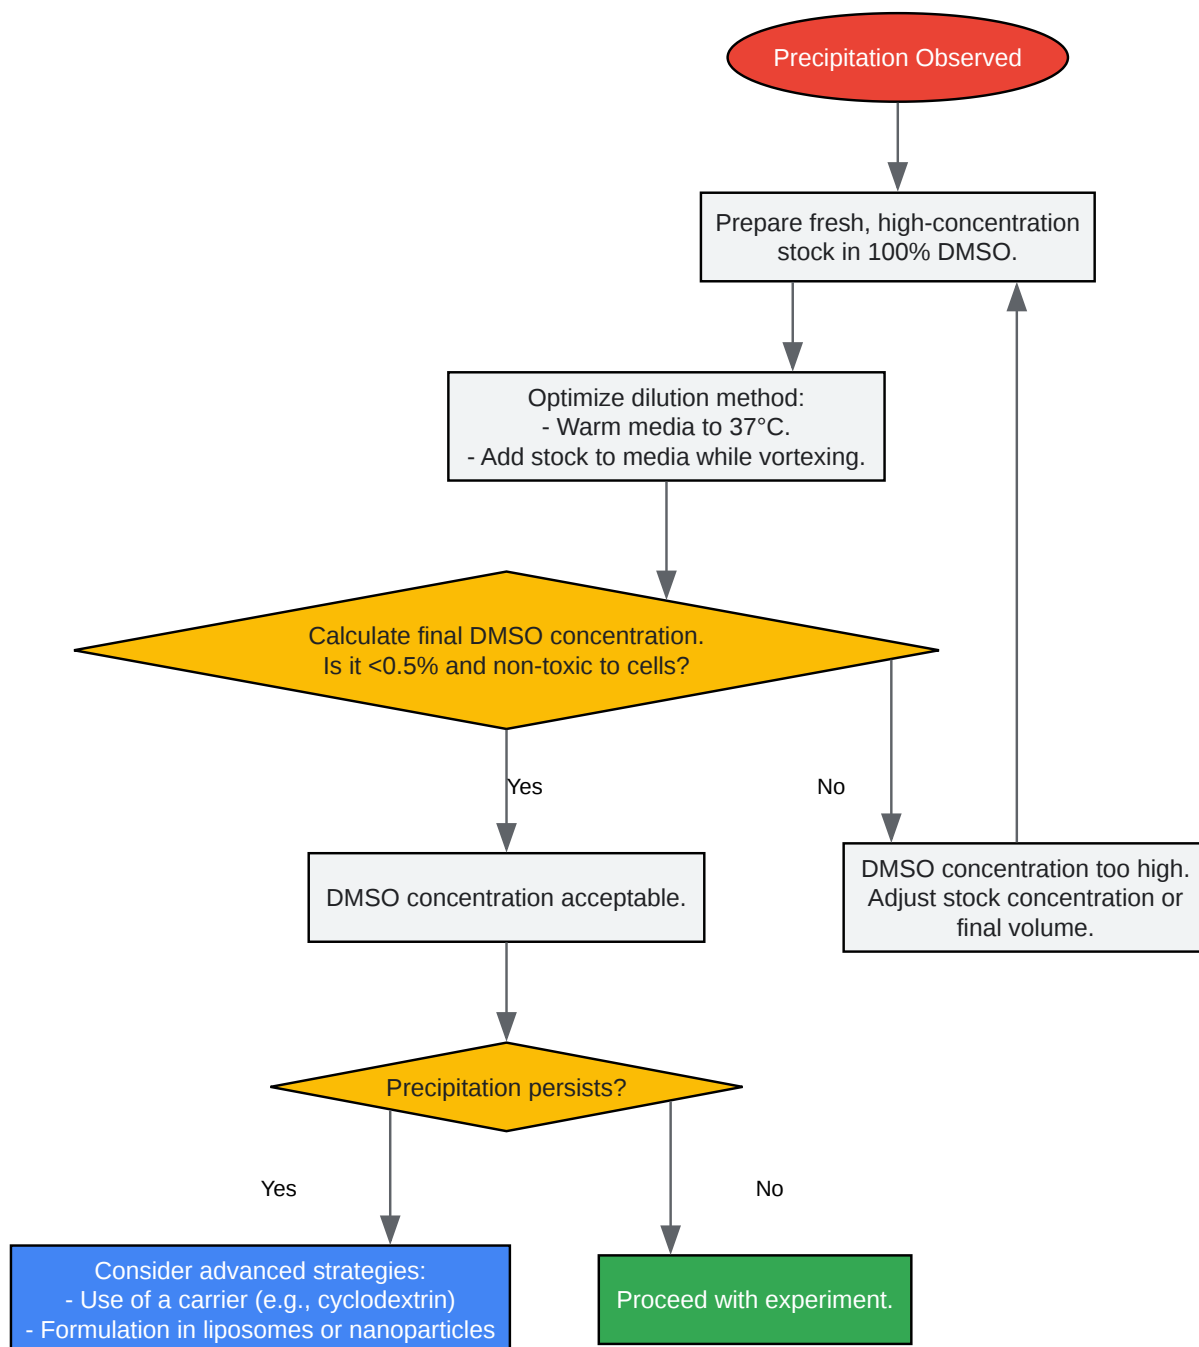 Precipitation Observed
Prepare fresh, high-concentration
stock in 100% DMSO.
Optimize dilution method:
- Warm media to 37°C.
- Add stock to media while vortexing.
Calculate final DMSO concentration.
Is it <0.5% and non-toxic to cells?
Yes
No
DMSO concentration acceptable.
DMSO concentration too high.
Adjust stock concentration or
final volume.
Precipitation persists?
Yes
No
Consider advanced strategies:
- Use of a carrier (e.g., cyclodextrin)
- Formulation in liposomes or nanoparticles
Proceed with experiment.